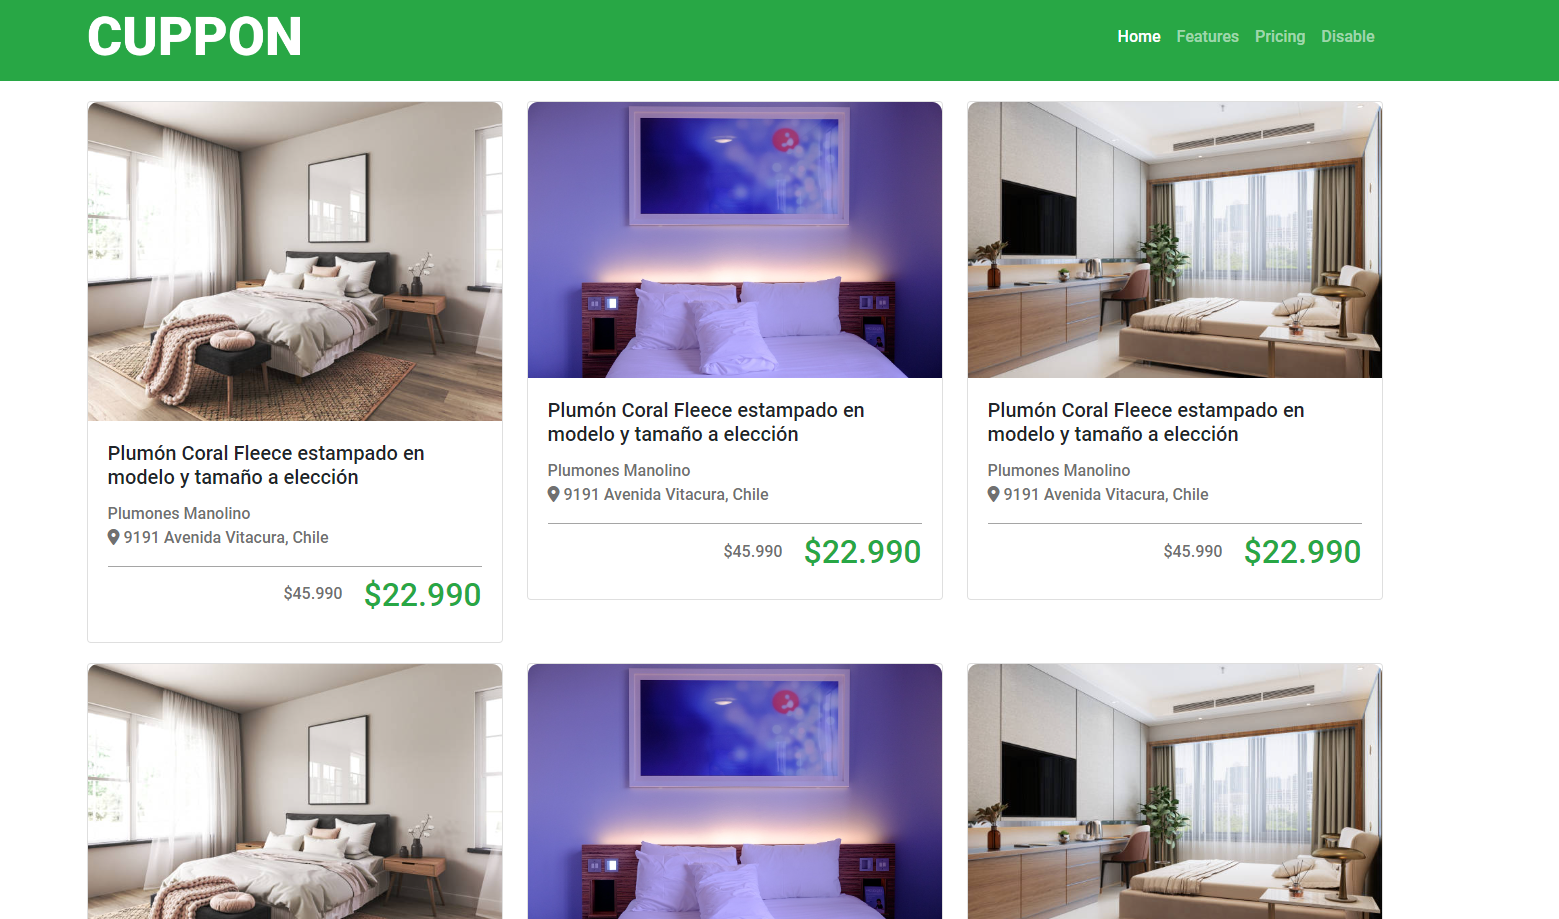 CUPPON
Home Features Pricing Disable
Plumón Coral Fleece estampado en
modelo y tamaño a elección
Plumones Manolino
9191 Avenida Vitacura, Chile
$45.990 $22.990
Plumón Coral Fleece estampado en
modelo y tamaño a elección
Plumones Manolino
9191 Avenida Vitacura, Chile
$45.990 $22.990
Plumón Coral Fleece estampado en
modelo y tamaño a elección
Plumones Manolino
9191 Avenida Vitacura, Chile
$45.990 $22.990